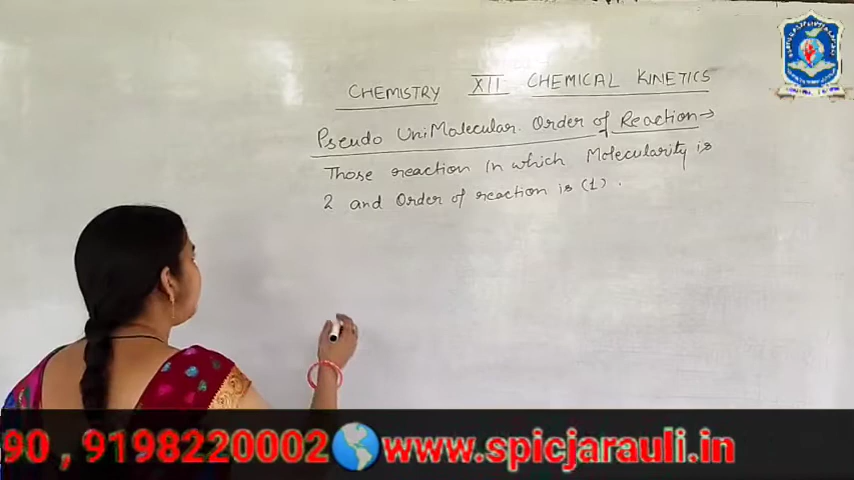 CHEMISTRY XII CHEMICAL KINETICS
Pseudo UniMolecular. Order of Reaction→
Those reaction in which Molecularity is
2 and Order of reaction is (1).
90 , 9198220002 www.spicjarauli.in